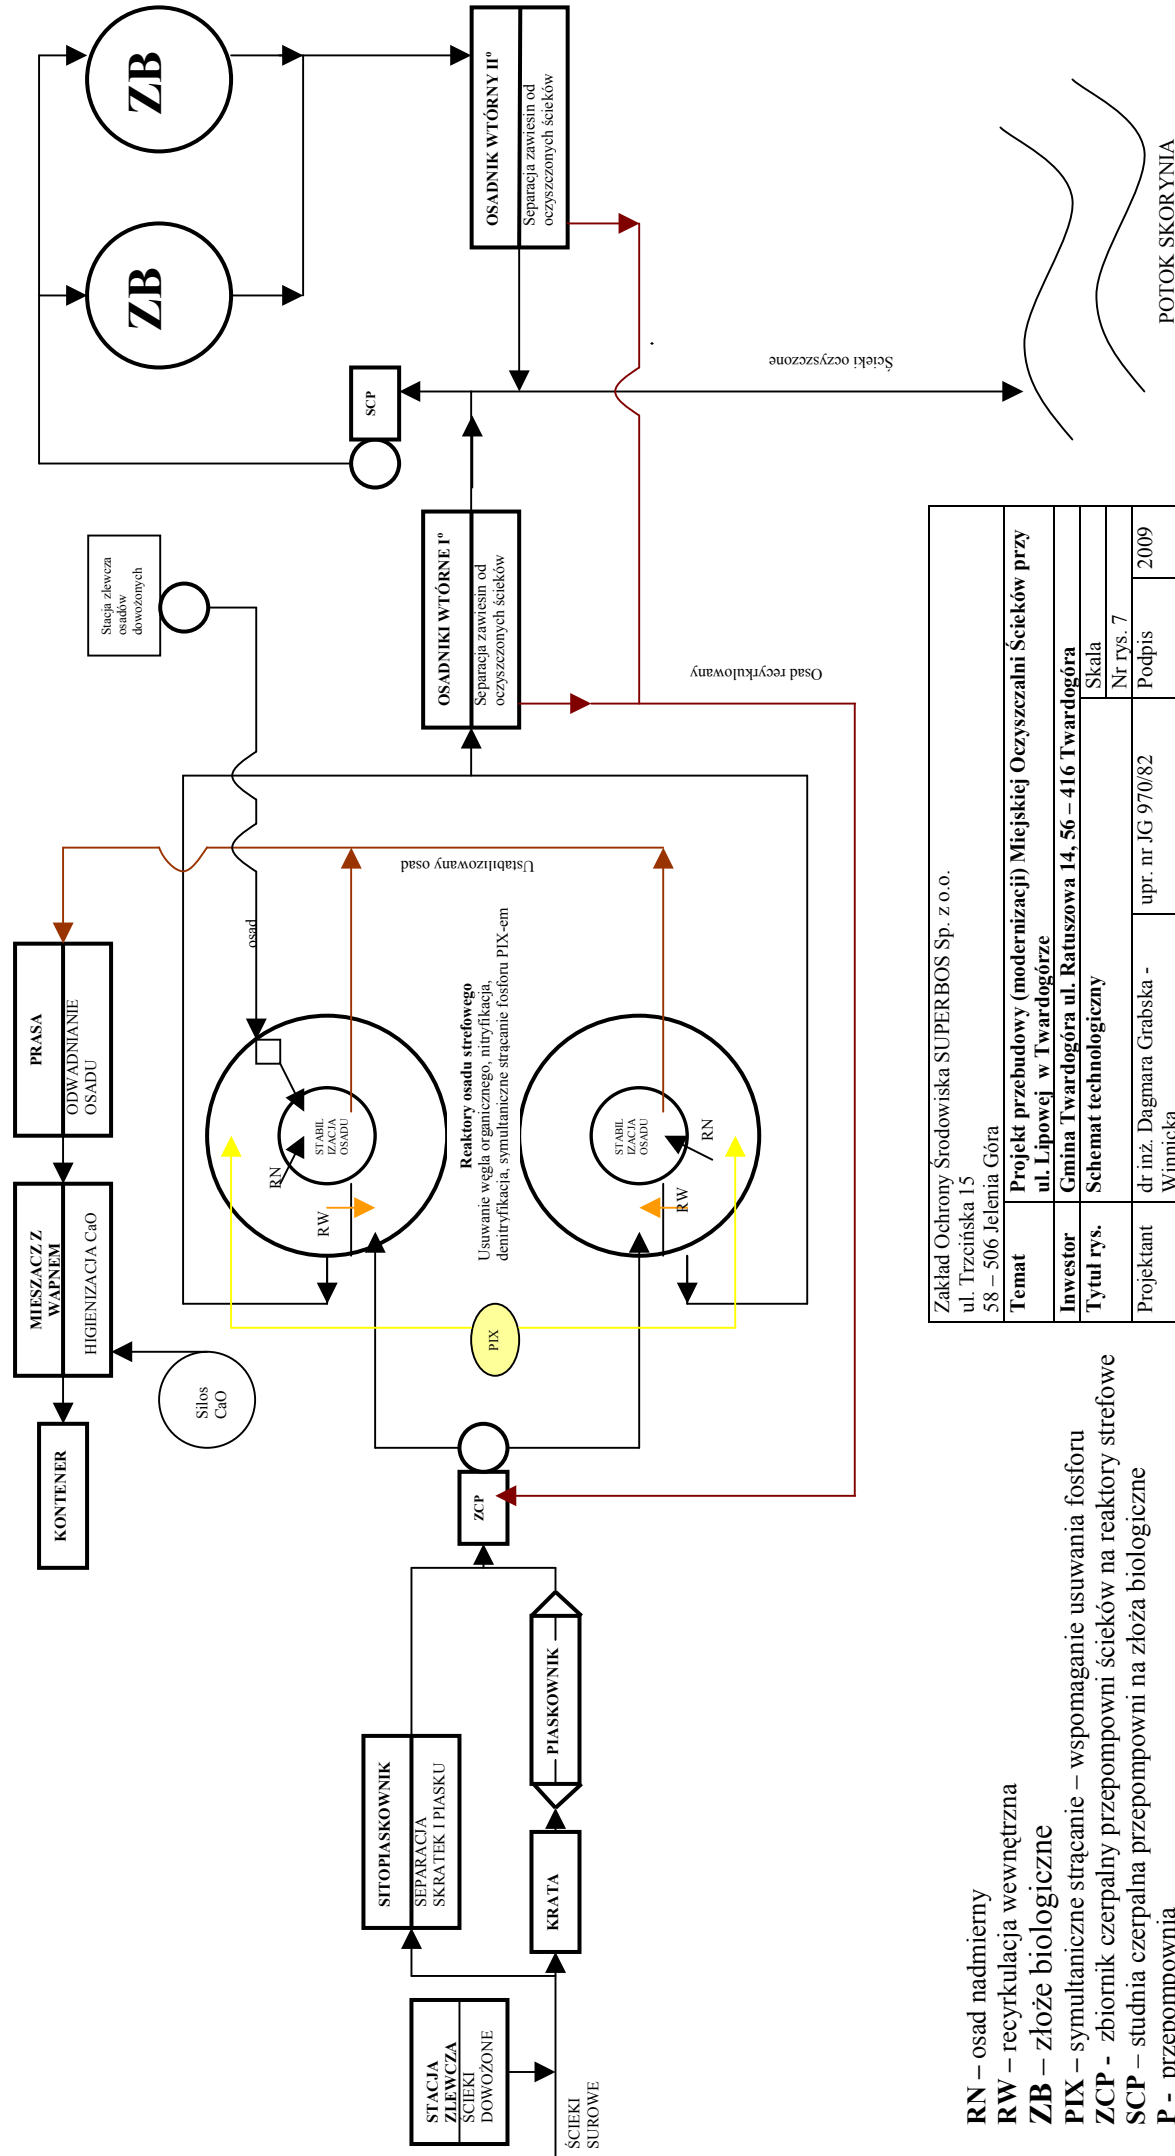 STACJA
ZLEWCZA
ŚCIEKI
DOWOŻONE
ŚCIEKI
SUROWE
SITOPIASKOWNIK
SEPARACJA
SKRATEK I PIASKU
KRATA
PIASKOWNIK
ZCP
KONTENER
MIESZACZ Z
WAPNEM
HIGIENIZACJA CaO
Silos
CaO
PRASA
ODWADNIANIE
OSADU
PIX
RN
RW
STABIL
IZACJA
OSADU
osad
Reaktory osadu strefowego
Usuwanie węgla organicznego, nitryfikacja,
denitryfikacja, symultaniczne strącanie fosforu PIX-em
STABIL
IZACJA
OSADU
RN
RW
Ustabilizowany osad
Stacja zlewcza
osadów
dowożonych
OSADNIKI WTÓRNE Iº
Separacja zawiesin od
oczyszczonych ścieków
Osad recyrkulowany
SCP
ZB
ZB
OSADNIK WTÓRNY IIº
Separacja zawiesin od
oczyszczonych ścieków
Ścieki oczyszczone
POTOK SKORYNIA
RN – osad nadmierny
RW – recyrkulacja wewnętrzna
ZB – złoże biologiczne
PIX – symultaniczne strącanie – wspomaganie usuwania fosforu
ZCP - zbiornik czerpalny przepompowni ścieków na reaktory strefowe
SCP – studnia czerpalna przepompowni na złoża biologiczne
P - przepompownia
Zakład Ochrony Środowiska SUPERBOS Sp. z o.o.
ul. Trzcińska 15
58 – 506 Jelenia Góra
Temat Projekt przebudowy (modernizacji) Miejskiej Oczyszczalni Ścieków przy
ul. Lipowej w Twardogórze
Inwestor Gmina Twardogóra ul. Ratuszowa 14, 56 – 416 Twardogóra
Tytuł rys. Schemat technologiczny Skala
Nr rys. 7
Projektant dr inż. Dagmara Grabska - upr. nr JG 970/82 Podpis 2009
Winnicka